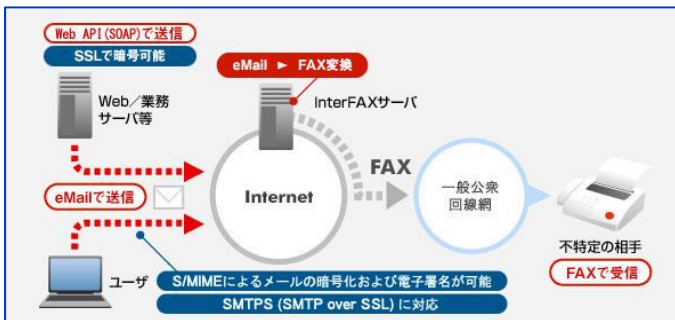 Web API(SOAP)で送信
SSLで暗号可能
eMail ► FAX変換
Web／業務
サーバ等
InterFAXサーバ
FAX
eMailで送信
Internet
一般公衆
回線網
不特定の相手
FAXで受信
ユーザ
S/MIMEによるメールの暗号化および電子署名が可能
SMTPS (SMTP over SSL) に対応